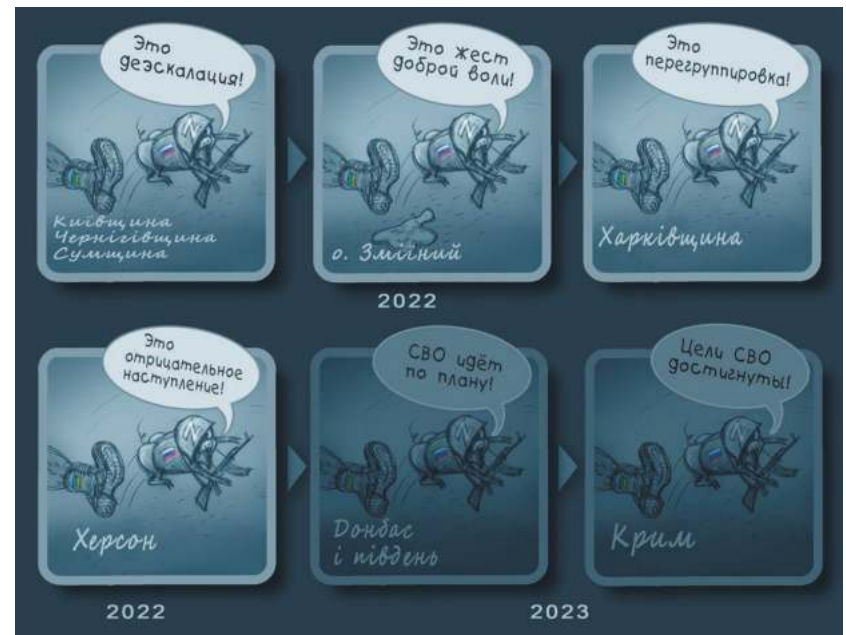 Это
деэскалация!
Київщина
Чернігівщина
Сумщина
Это жест
доброй воли!
о. Зміїний
Это
перегруппировка!
Харківщина
2022
Это
отрицательное
наступление!
Херсон
СВО идёт
по плану!
Донбас
і південь
Цели СВО
достигнуты!
Крим
2022
2023